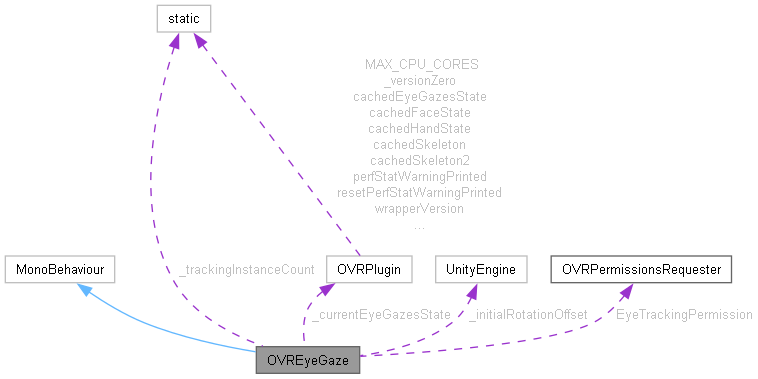 static
MAX_CPU_CORES
_versionZero
cachedEyeGazesState
cachedFaceState
cachedHandState
cachedSkeleton
cachedSkeleton2
perfStatWarningPrinted
resetPerfStatWarningPrinted
wrapperVersion
...
MonoBehaviour
_trackingInstanceCount
OVRPlugin
UnityEngine
OVRPermissionsRequester
_currentEyeGazesState
_initialRotationOffset
EyeTrackingPermission
OVREyeGaze